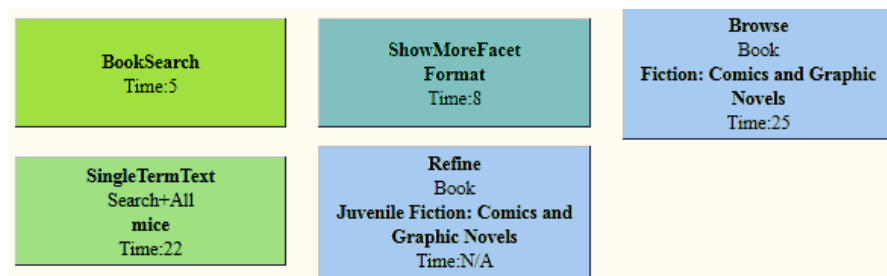 BookSearch
Time:5
ShowMoreFacet
Format
Time:8
Browse
Book
Fiction: Comics and Graphic
Novels
Time:25
SingleTermText
Search+All
mice
Time:22
Refine
Book
Juvenile Fiction: Comics and
Graphic Novels
Time:N/A